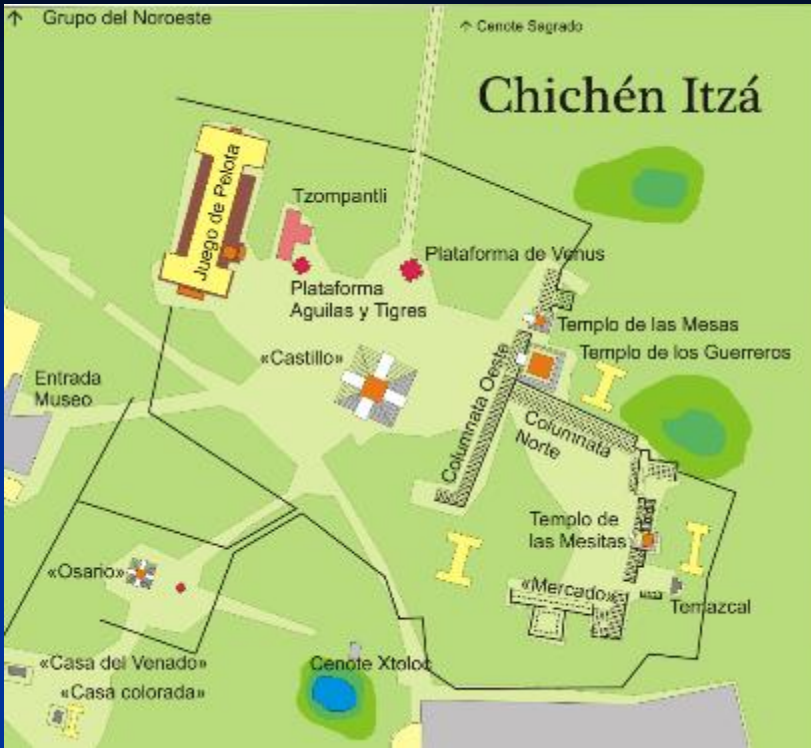 ↑ Grupo del Noroeste
↑ Cenote Sagrado
Chichén Itzá
Juego de Pelota
Tzompantli
Plataforma de Venus
Plataforma
Aguilas y Tigres
Templo de las Mesas
«Castillo»
Templo de los Guerreros
Entrada
Museo
Columnata Oeste
Columnata
Norte
Templo de
las Mesitas
«Osario»
«Mercado»
Temazcal
«Casa del Venado»
Cenote Xtoloc
«Casa colorada»